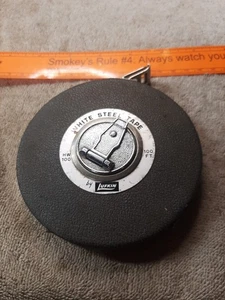 Smokey's Rule #4: Always watch you
WHITE STEEL TAPE
HW 100
100 FT.
LUFKIN